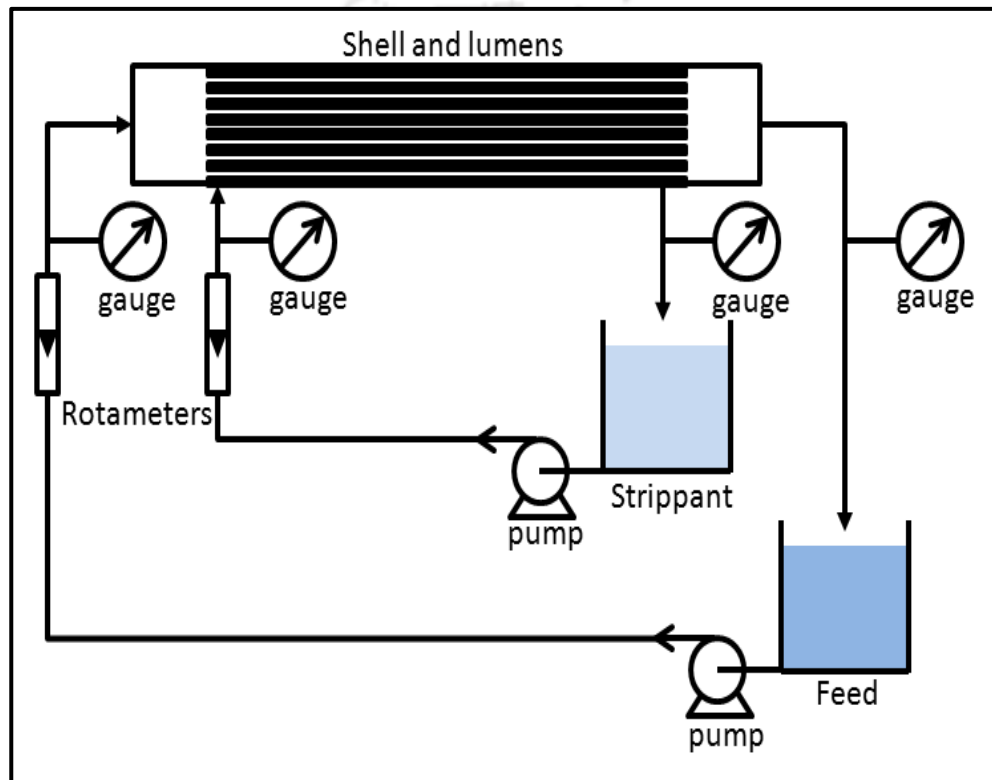 Shell and lumens
gauge
gauge
gauge
gauge
Rotameters
Strippant
pump
Feed
pump